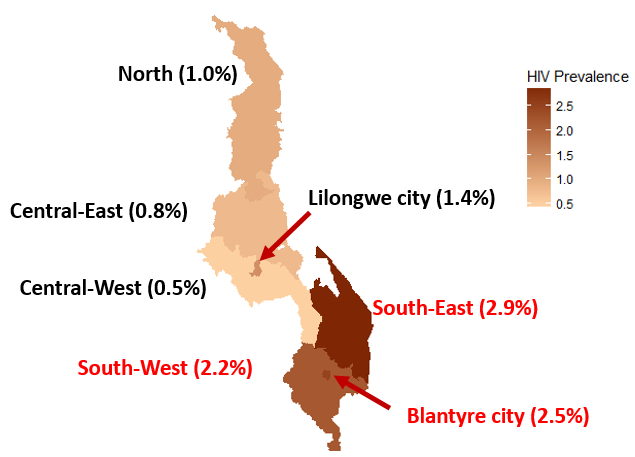 North (1.0%)
HIV Prevalence
2.5
2.0
1.5
1.0
0.5
Lilongwe city (1.4%)
Central-East (0.8%)
Central-West (0.5%)
South-East (2.9%)
South-West (2.2%)
Blantyre city (2.5%)